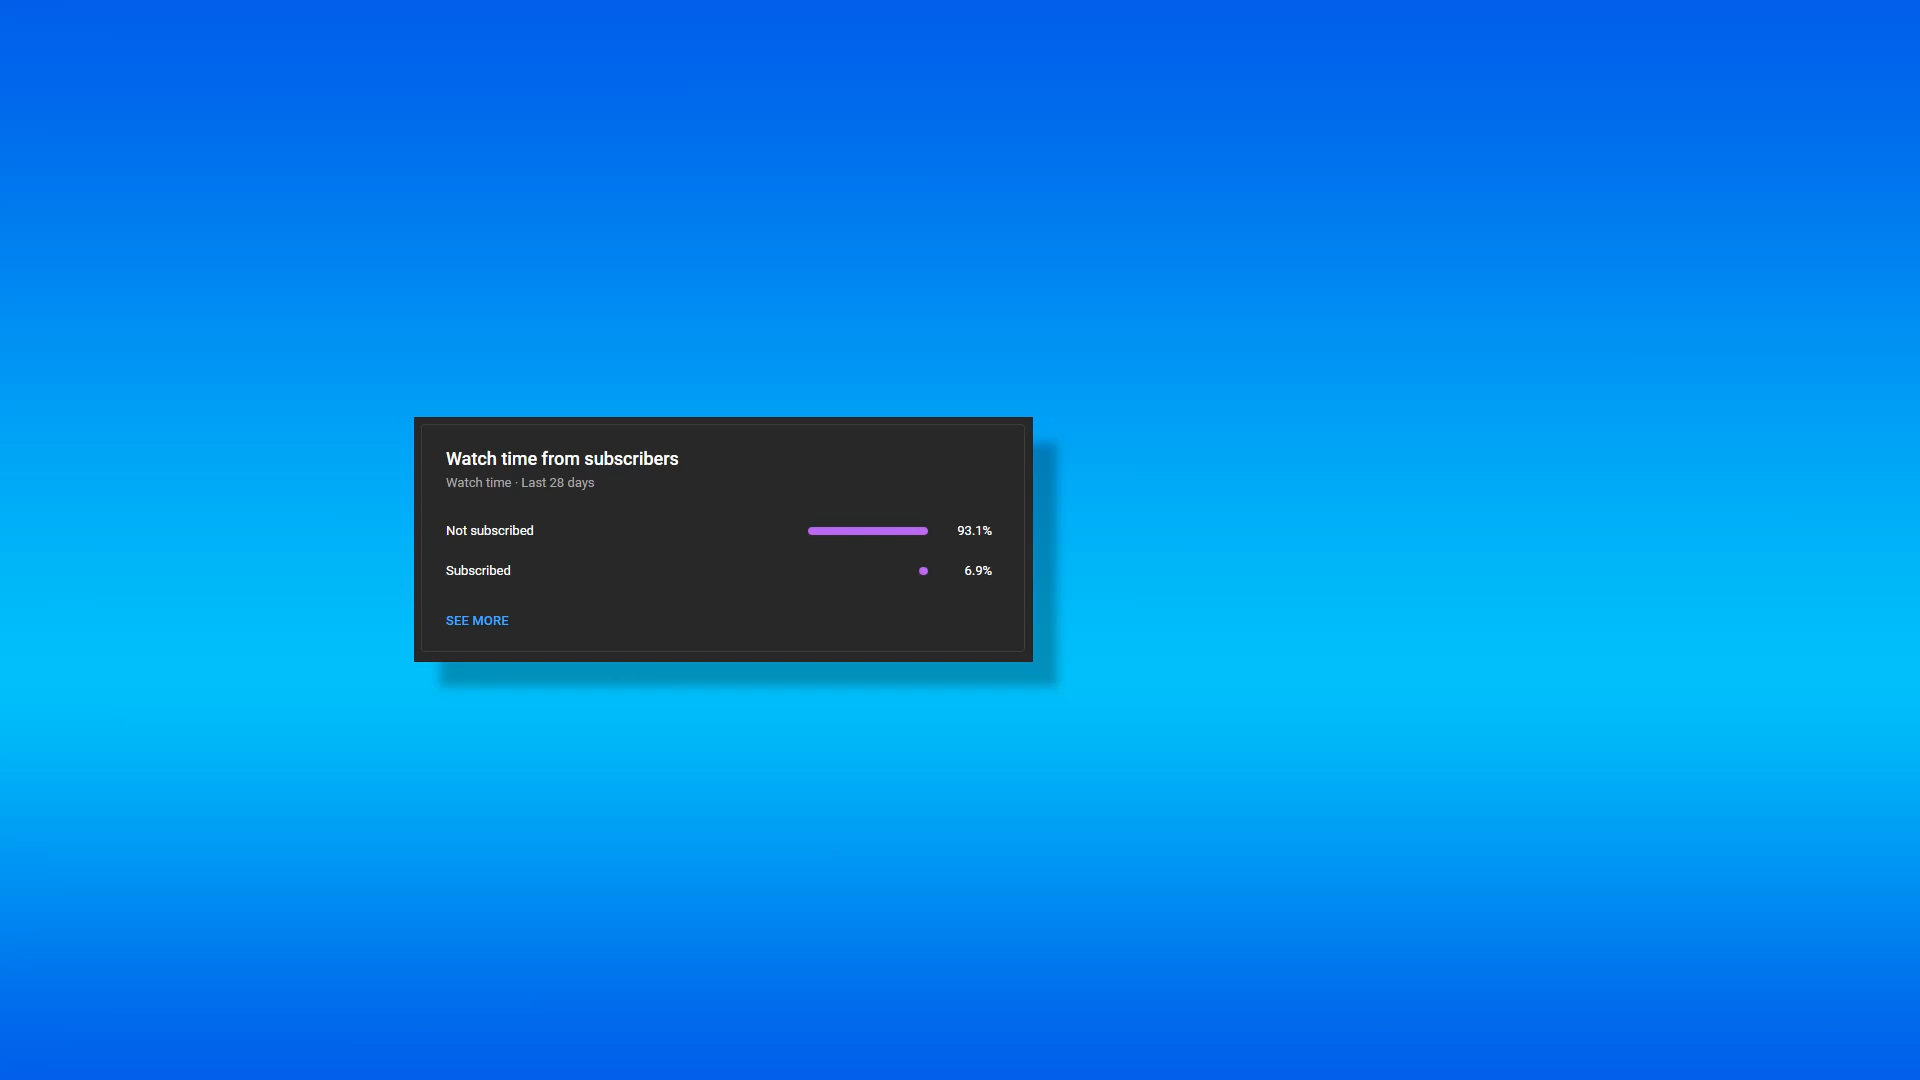 Watch time from subscribers
Watch time · Last 28 days
Not subscribed 93.1%
Subscribed 6.9%
SEE MORE